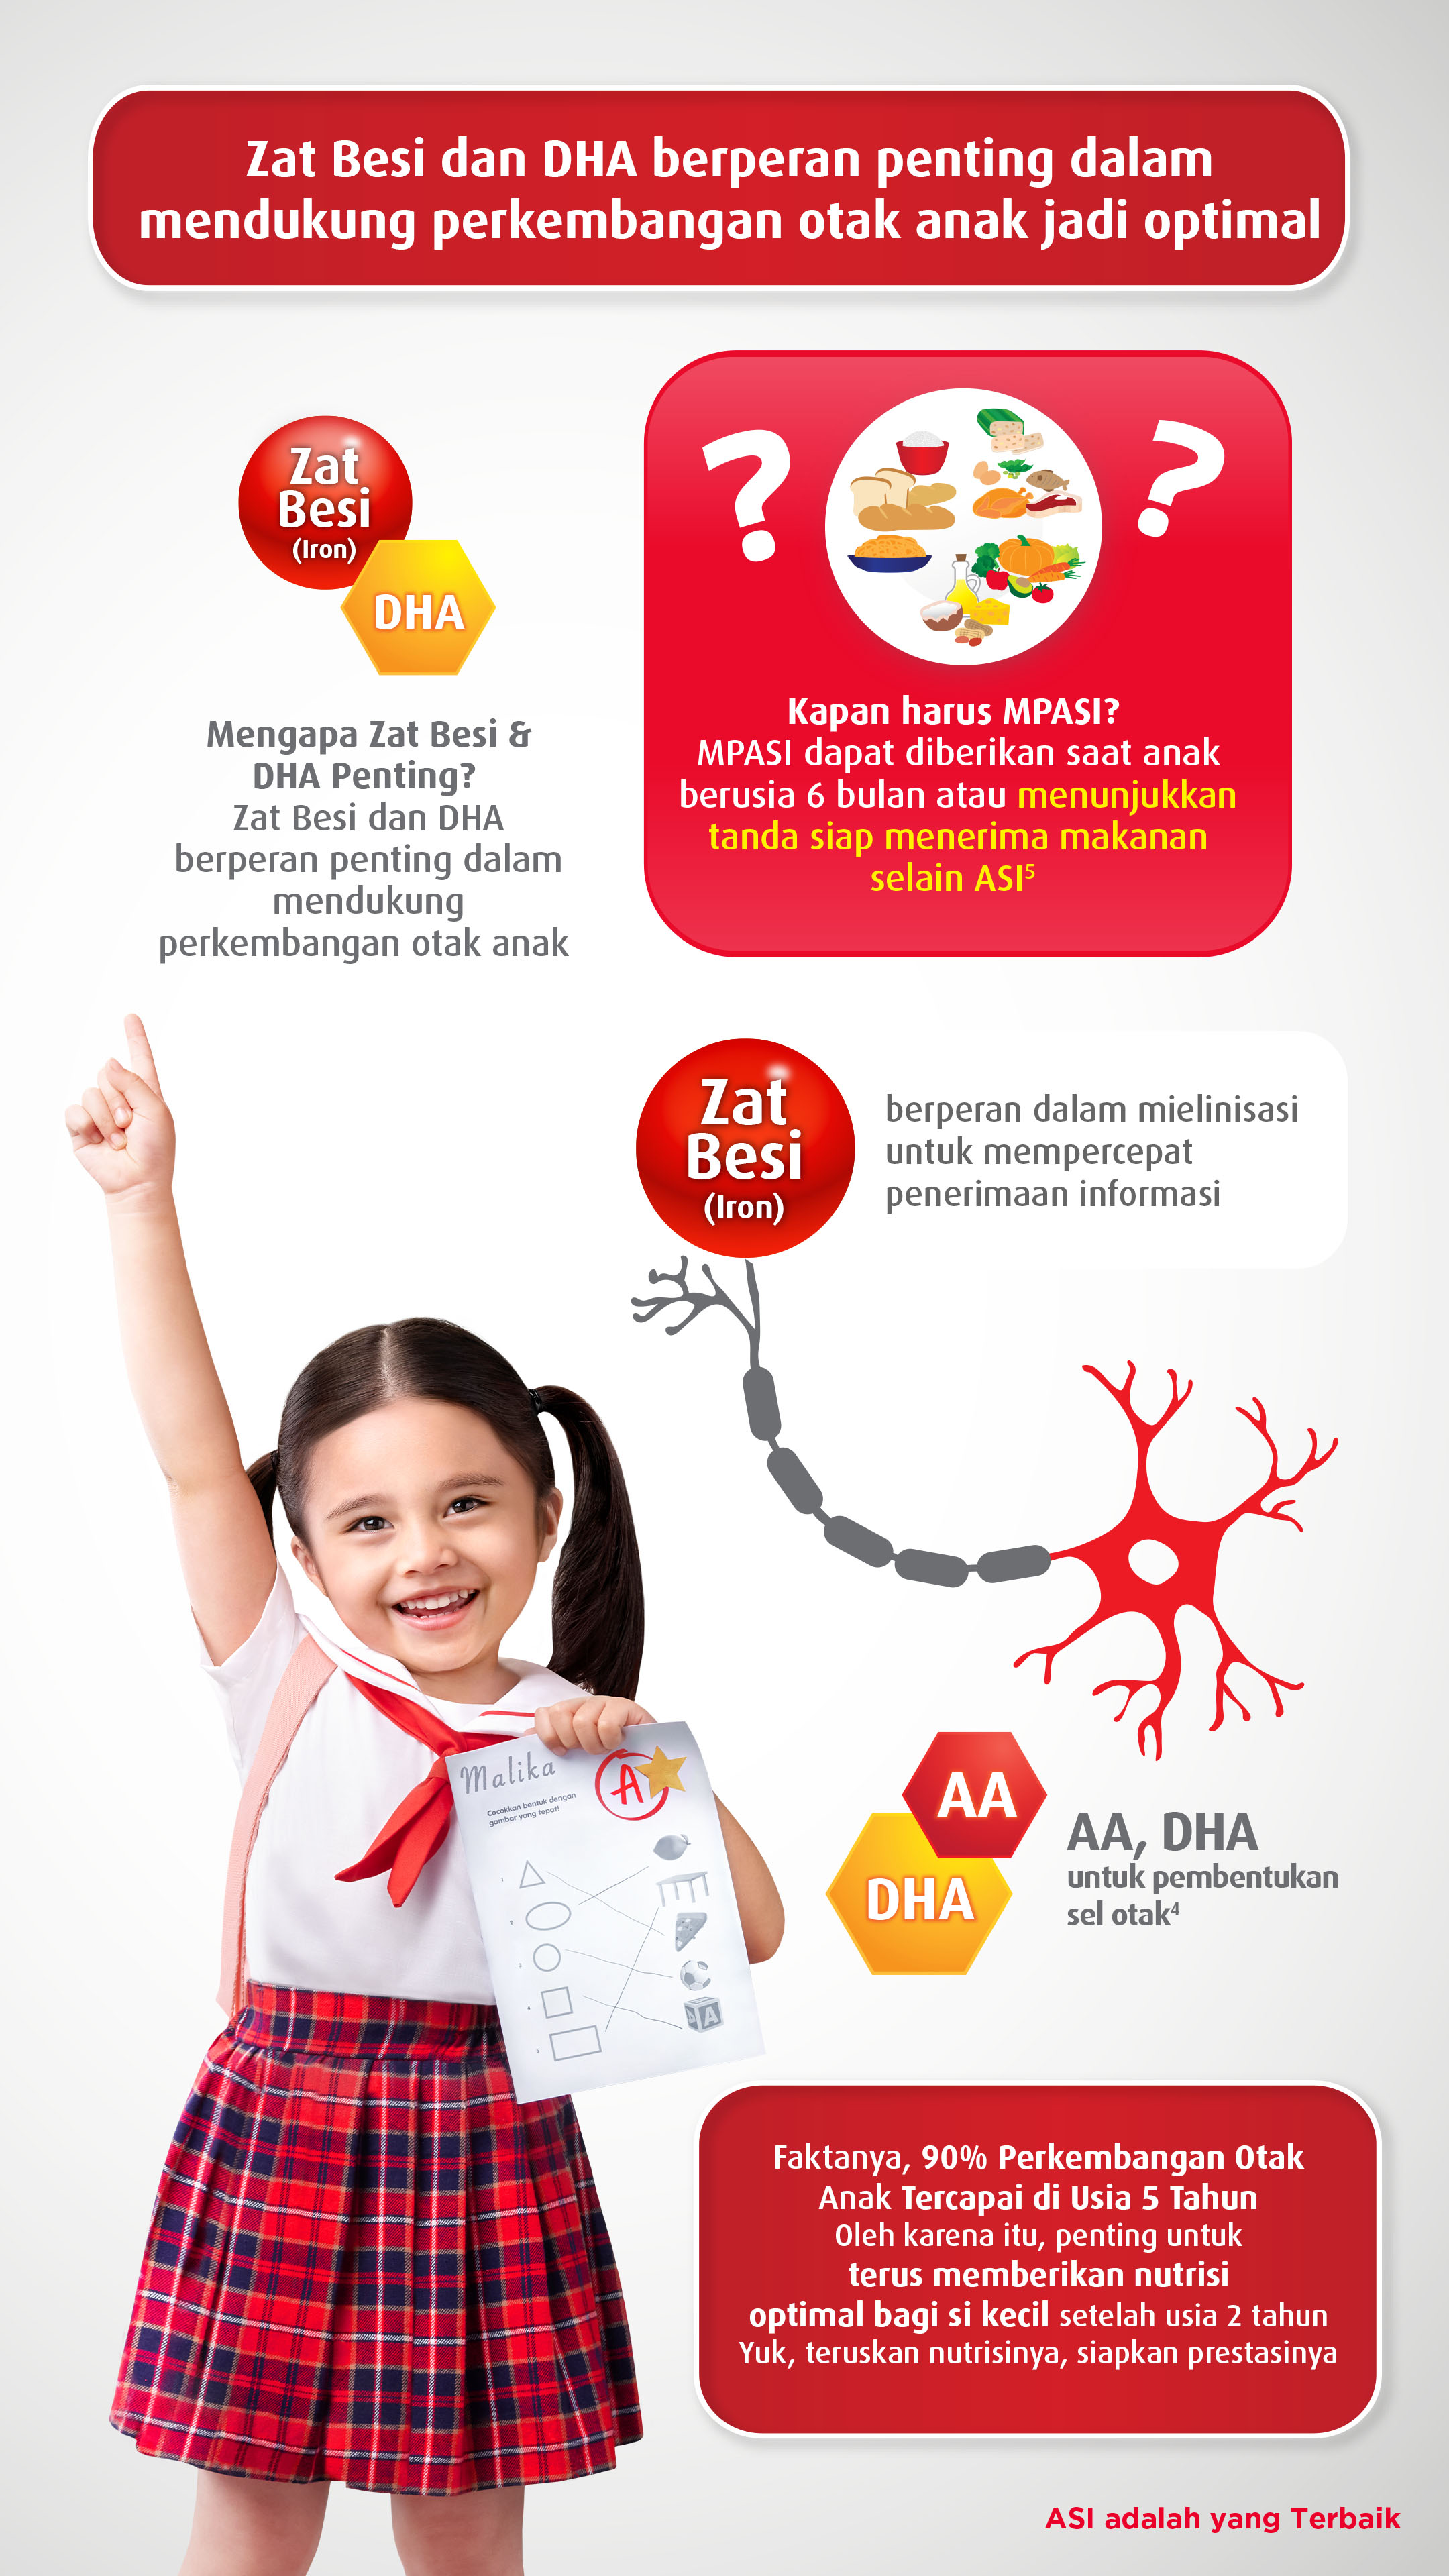 Zat Besi dan DHA berperan penting dalam
mendukung perkembangan otak anak jadi optimal
Zat
Besi
(Iron)
DHA
Mengapa Zat Besi &
DHA Penting?
Zat Besi dan DHA
berperan penting dalam
mendukung
perkembangan otak anak
? ?
Kapan harus MPASI?
MPASI dapat diberikan saat anak
berusia 6 bulan atau menunjukkan
tanda siap menerima makanan
selain ASI⁵
Zat
Besi
(Iron)
berperan dalam mielinisasi
untuk mempercepat
penerimaan informasi
Malika
A
Cocokkan bentuk dengan
gambar yang tepat!
1
2
3
4
5
A
AA
DHA
AA, DHA
untuk pembentukan
sel otak⁴
Faktanya, 90% Perkembangan Otak
Anak Tercapai di Usia 5 Tahun
Oleh karena itu, penting untuk
terus memberikan nutrisi
optimal bagi si kecil setelah usia 2 tahun
Yuk, teruskan nutrisinya, siapkan prestasinya
ASI adalah yang Terbaik